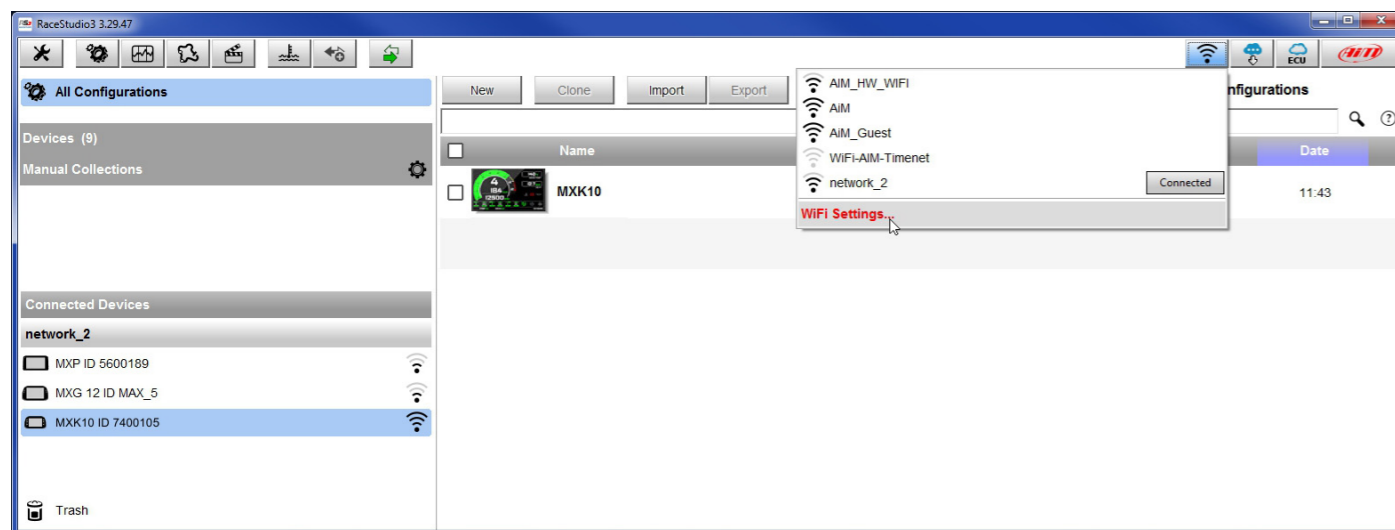 RaceStudio3 3.29.47
ECU
AiM
All Configurations
New Clone Import Export
nfigurations
Devices (9)
Manual Collections
Name
Date
MXK10
11:43
AIM_HW_WIFI
AiM
AiM_Guest
WiFi-AIM-Timenet
network_2 Connected
WiFi Settings...
Connected Devices
network_2
MXP ID 5600189
MXG 12 ID MAX_5
MXK10 ID 7400105
Trash